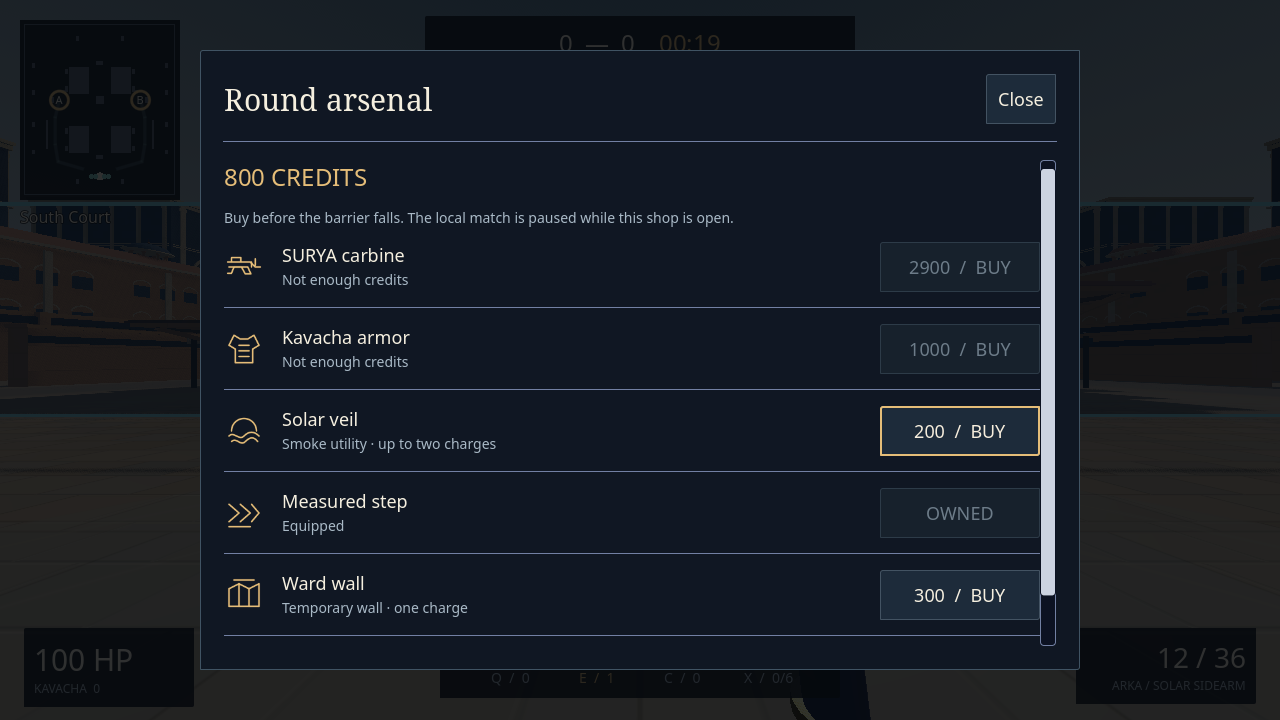 0 — 0 00:19
A
B
South Court
Round arsenal
Close
800 CREDITS
Buy before the barrier falls. The local match is paused while this shop is open.
SURYA carbine
Not enough credits
2900 / BUY
Kavacha armor
Not enough credits
1000 / BUY
Solar veil
Smoke utility · up to two charges
200 / BUY
Measured step
Equipped
OWNED
Ward wall
Temporary wall · one charge
300 / BUY
100 HP
KAVACHA 0
Q / 0 E / 1 C / 0 X / 0/6
12 / 36
ARKA / SOLAR SIDEARM